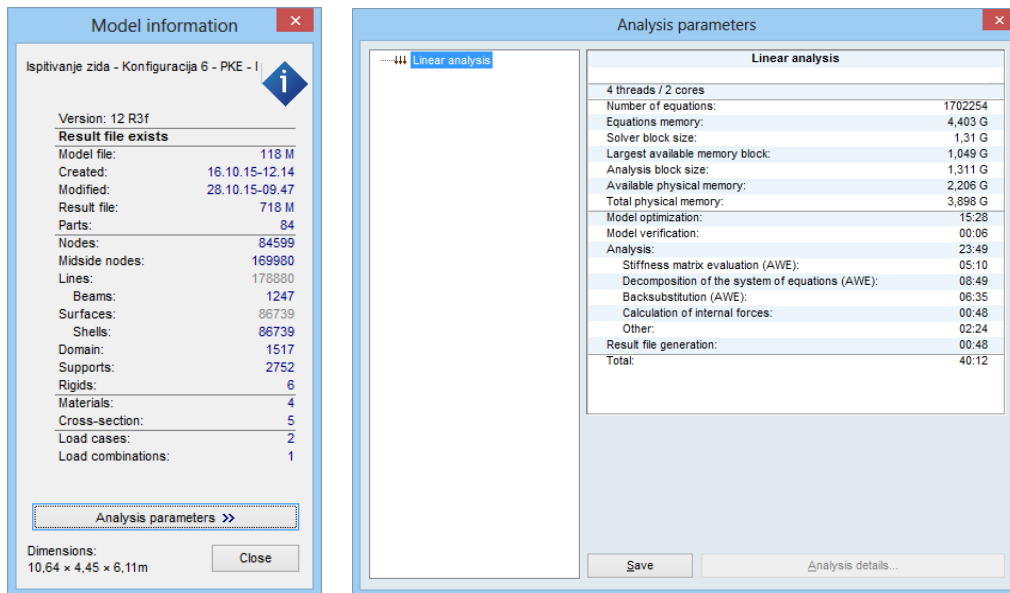 Model information
Ispitivanje zida - Konfiguracija 6 - PKE - I
Version: 12 R3f
Result file exists
Model file: 118 M
Created: 16.10.15-12.14
Modified: 28.10.15-09.47
Result file: 718 M
Parts: 84
Nodes: 84599
Midside nodes: 169980
Lines: 178880
Beams: 1247
Surfaces: 86739
Shells: 86739
Domain: 1517
Supports: 2752
Rigids: 6
Materials: 4
Cross-section: 5
Load cases: 2
Load combinations: 1
Analysis parameters >>
Dimensions:
10,64 × 4,45 × 6,11m
Close
Analysis parameters
Linear analysis
Linear analysis
4 threads / 2 cores
Number of equations: 1702254
Equations memory: 4,403 G
Solver block size: 1,31 G
Largest available memory block: 1,049 G
Analysis block size: 1,311 G
Available physical memory: 2,206 G
Total physical memory: 3,898 G
Model optimization: 15:28
Model verification: 00:06
Analysis: 23:49
Stiffness matrix evaluation (AWE): 05:10
Decomposition of the system of equations (AWE): 08:49
Backsubstitution (AWE): 06:35
Calculation of internal forces: 00:48
Other: 02:24
Result file generation: 00:48
Total: 40:12
Save
Analysis details...